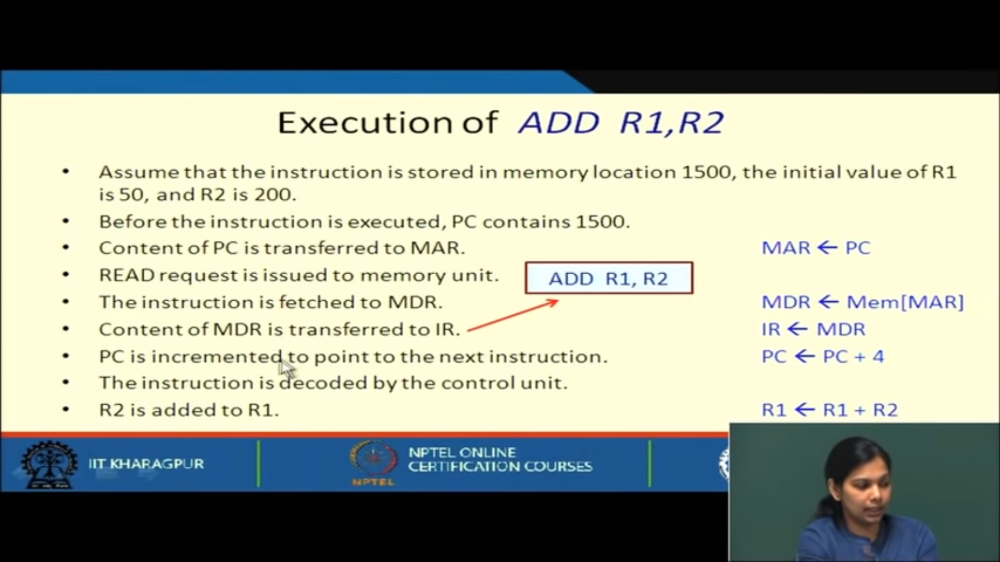 Execution of ADD R1,R2
• Assume that the instruction is stored in memory location 1500, the initial value of R1
is 50, and R2 is 200.
• Before the instruction is executed, PC contains 1500.
• Content of PC is transferred to MAR. MAR ← PC
• READ request is issued to memory unit. ADD R1, R2
• The instruction is fetched to MDR. MDR ← Mem[MAR]
• Content of MDR is transferred to IR. IR ← MDR
• PC is incremented to point to the next instruction. PC ← PC + 4
• The instruction is decoded by the control unit.
• R2 is added to R1. R1 ← R1 + R2
IIT KHARAGPUR
NPTEL
NPTEL ONLINE
CERTIFICATION COURSES